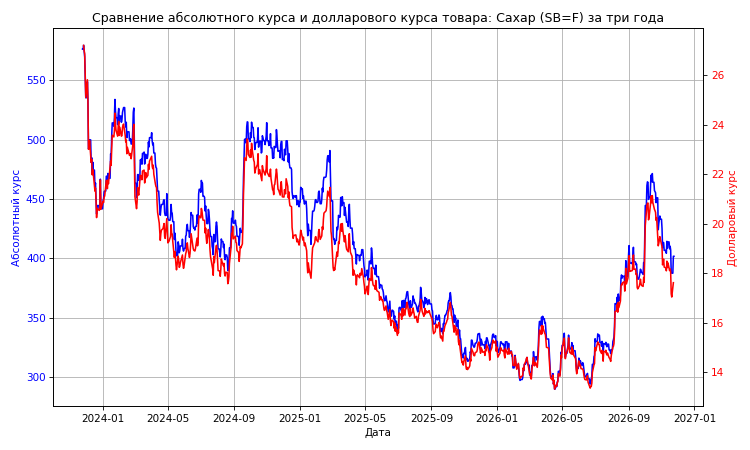 Сравнение абсолютного курса и долларового курса товара: Сахар (SB=F) за три года
Абсолютный курс
550
500
450
400
350
300
26
24
22
20
18
16
14
Долларовый курс
2024-01 2024-05 2024-09 2025-01 2025-05 2025-09 2026-01 2026-05 2026-09 2027-01
Дата